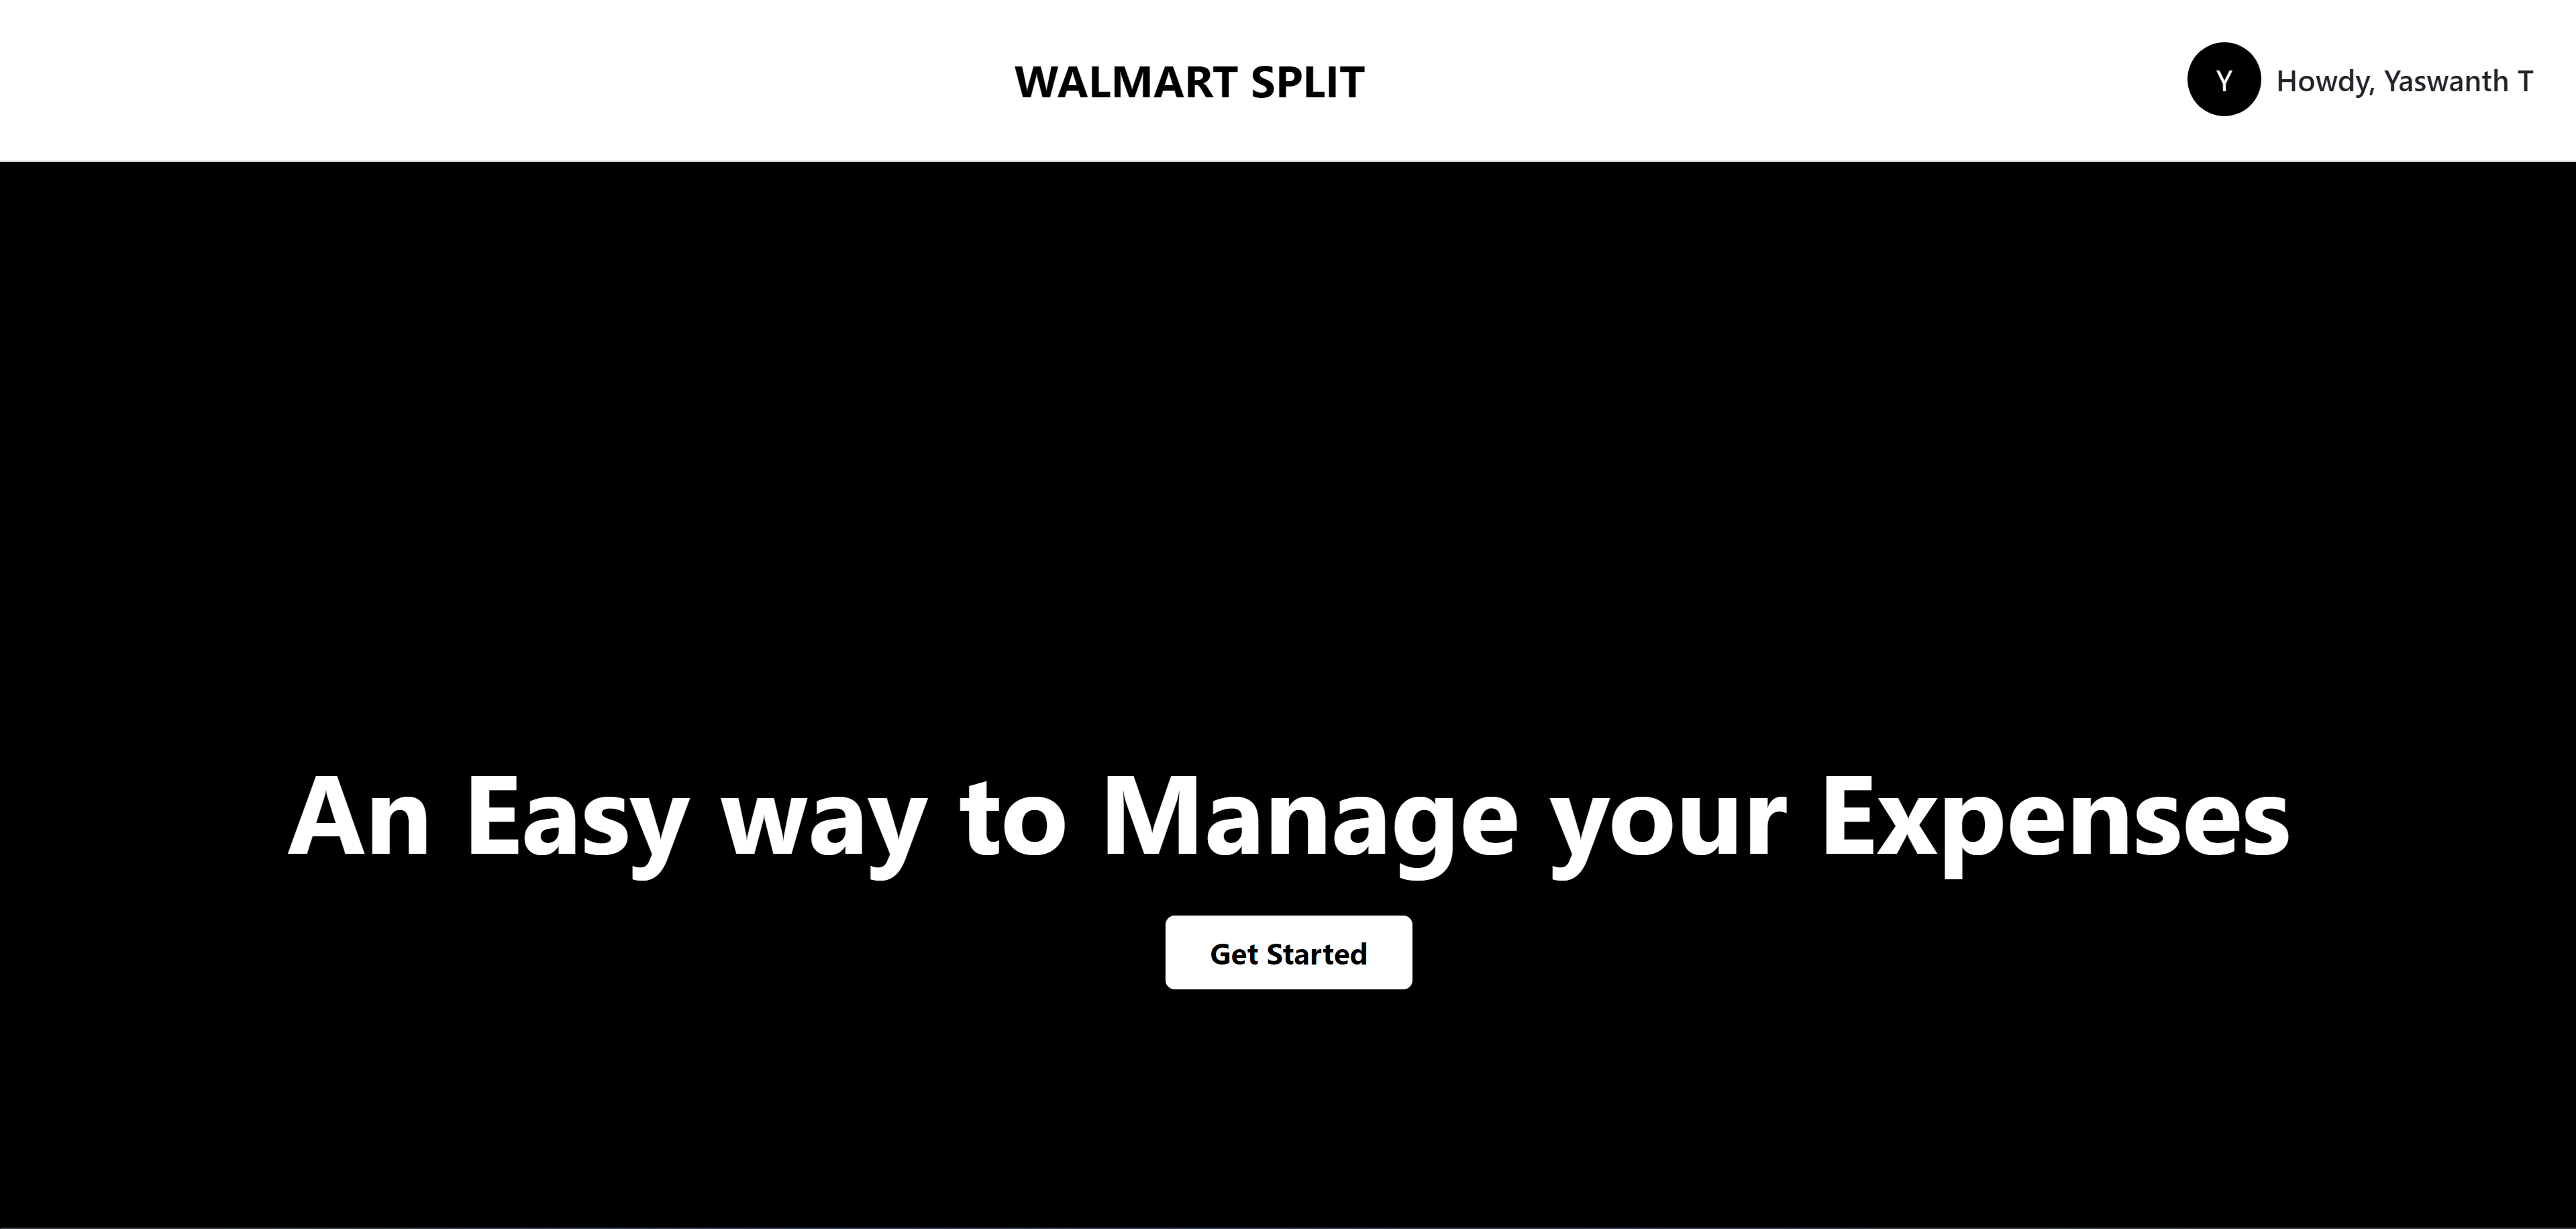 WALMART SPLIT
Y
Howdy, Yaswanth T
An Easy way to Manage your Expenses
Get Started